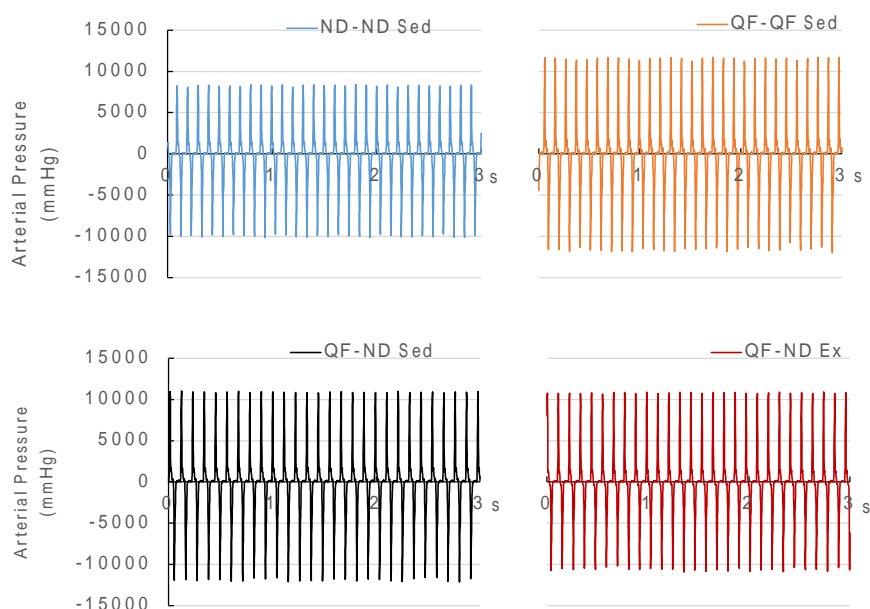 ND-ND Sed
QF-QF Sed
15000
10000
5000
0
-5000
-10000
-15000
Arterial Pressure
(mmHg)
0 1 2 3 s
0 1 2 3 s
QF-ND Sed
QF-ND Ex
15000
10000
5000
0
-5000
-10000
-15000
Arterial Pressure
(mmHg)
0 1 2 3 s
0 1 2 3 s